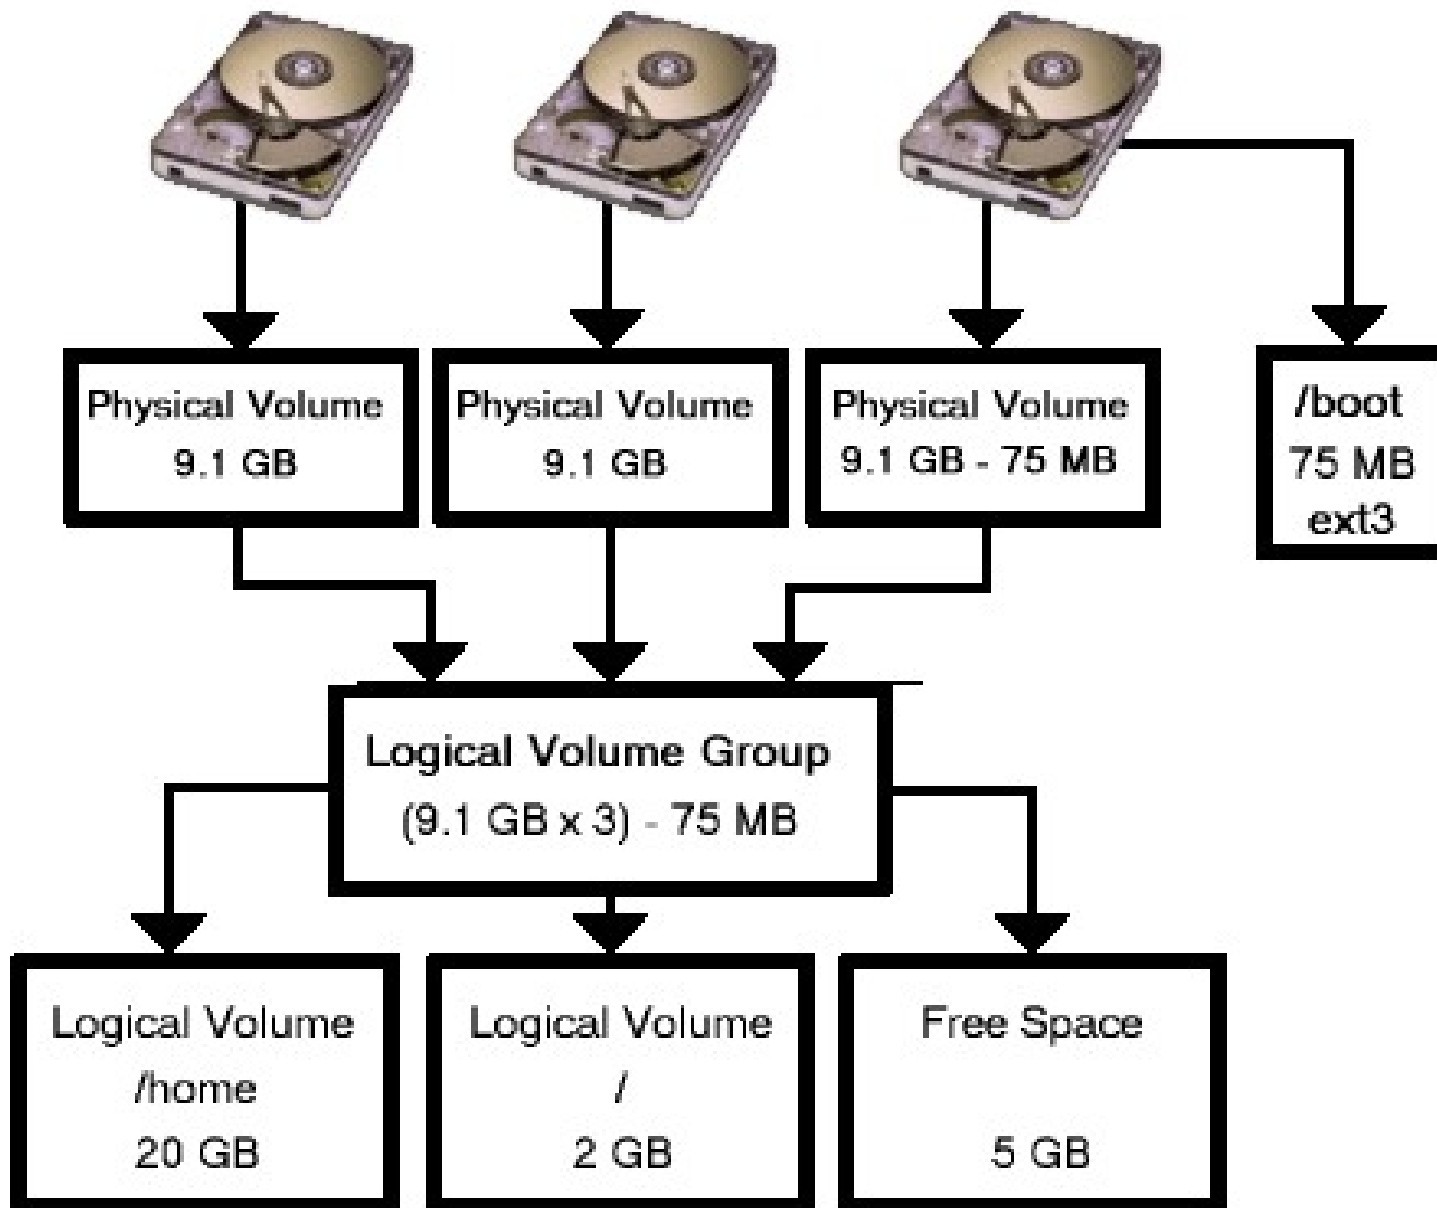 Physical Volume
9.1 GB
Physical Volume
9.1 GB
Physical Volume
9.1 GB - 75 MB
/boot
75 MB
ext3
Logical Volume Group
(9.1 GB x 3) - 75 MB
Logical Volume
/home
20 GB
Logical Volume
/
2 GB
Free Space
5 GB